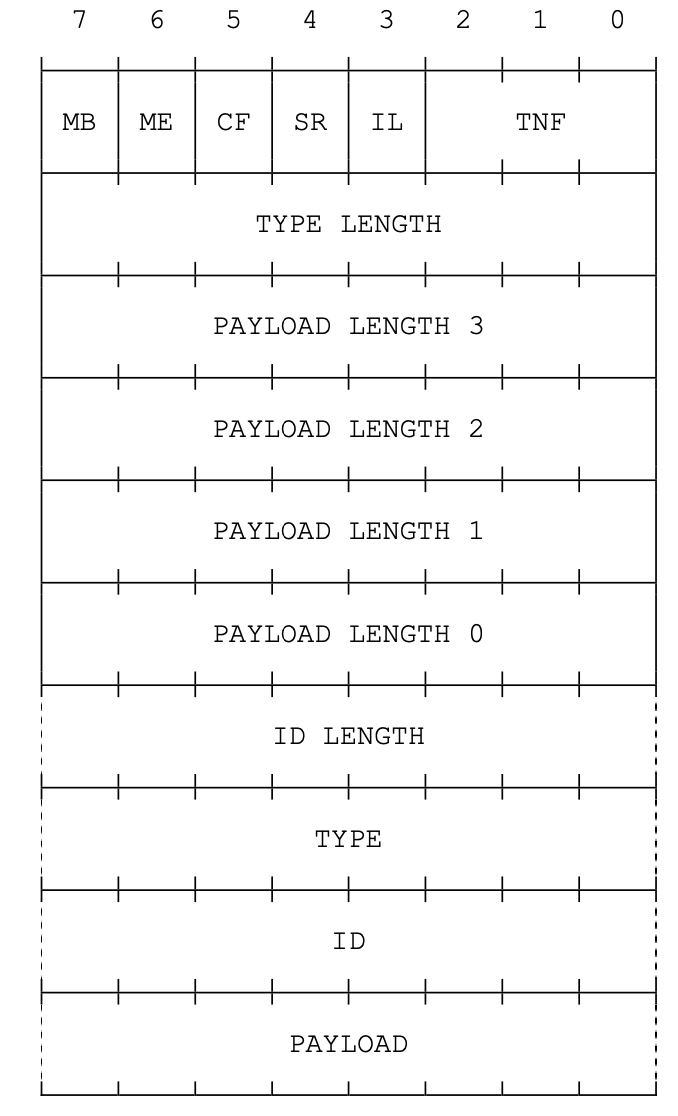 7 6 5 4 3 2 1 0
MB ME CF SR IL TNF
TYPE LENGTH
PAYLOAD LENGTH 3
PAYLOAD LENGTH 2
PAYLOAD LENGTH 1
PAYLOAD LENGTH 0
ID LENGTH
TYPE
ID
PAYLOAD